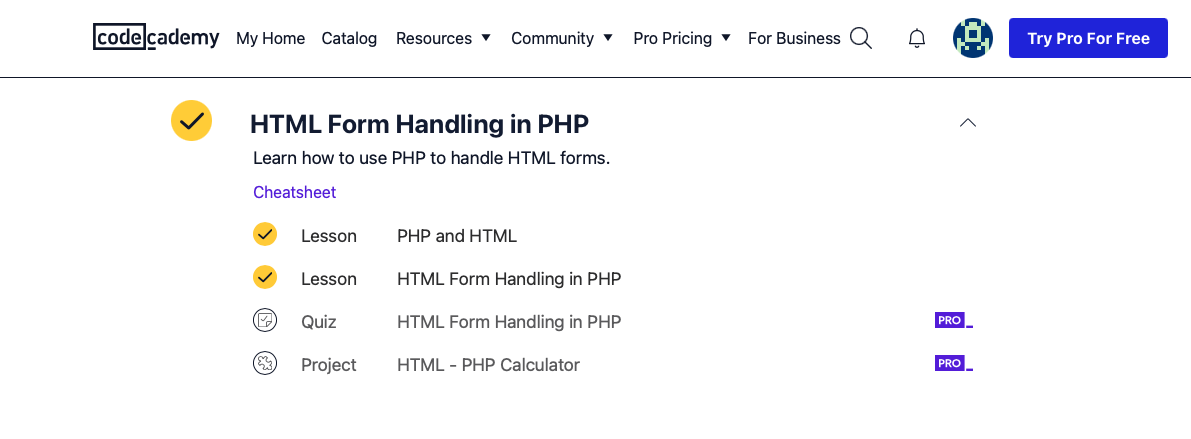 codecademy My Home Catalog Resources Community Pro Pricing For Business Try Pro For Free
HTML Form Handling in PHP
Learn how to use PHP to handle HTML forms.
Cheatsheet
Lesson PHP and HTML
Lesson HTML Form Handling in PHP
Quiz HTML Form Handling in PHP PRO
Project HTML - PHP Calculator PRO